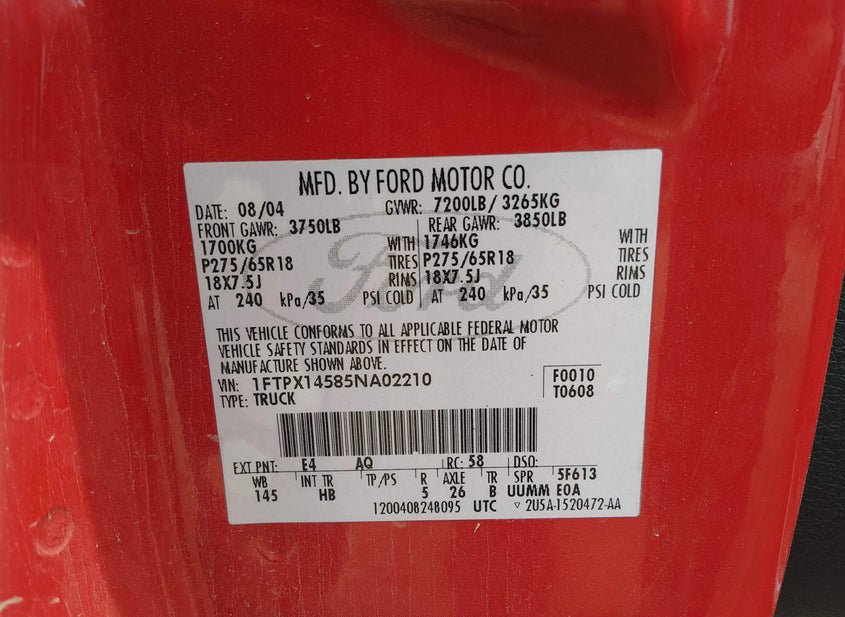 MFD. BY FORD MOTOR CO.
DATE: 08/04 GVWR: 7200LB/ 3265KG
FRONT GAWR: 3750LB REAR GAWR: 3850LB
1700KG WITH 1746KG WITH
P275/65R18 TIRES P275/65R18 TIRES
18X7.5J RIMS 18X7.5J RIMS
AT 240 kPa/35 PSI COLD AT 240 kPa/35 PSI COLD
Ford
THIS VEHICLE CONFORMS TO ALL APPLICABLE FEDERAL MOTOR
VEHICLE SAFETY STANDARDS IN EFFECT ON THE DATE OF
MANUFACTURE SHOWN ABOVE.
VIN: 1FTPX14585NA02210 F0010
TYPE: TRUCK T0608
EXT PNT: E4 AQ RC: 58 DSO:
WB INT TR TP/PS R AXLE TR SPR 5F613
145 HB 5 26 B UUMM E0A
1200408248095 UTC ▽ 2U5A-1520472-AA